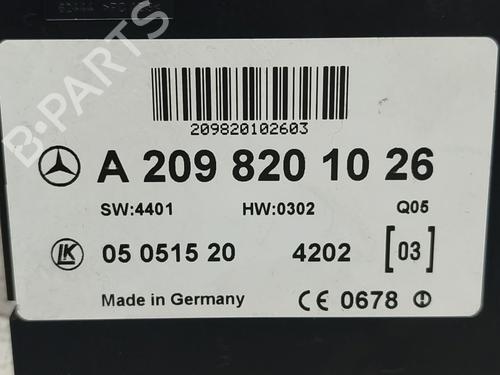 209820102603
A 209 820 10 26
SW:4401 HW:0302 Q05
LK 05 0515 20 4202 [03]
Made in Germany CE 0678
B-PARTS